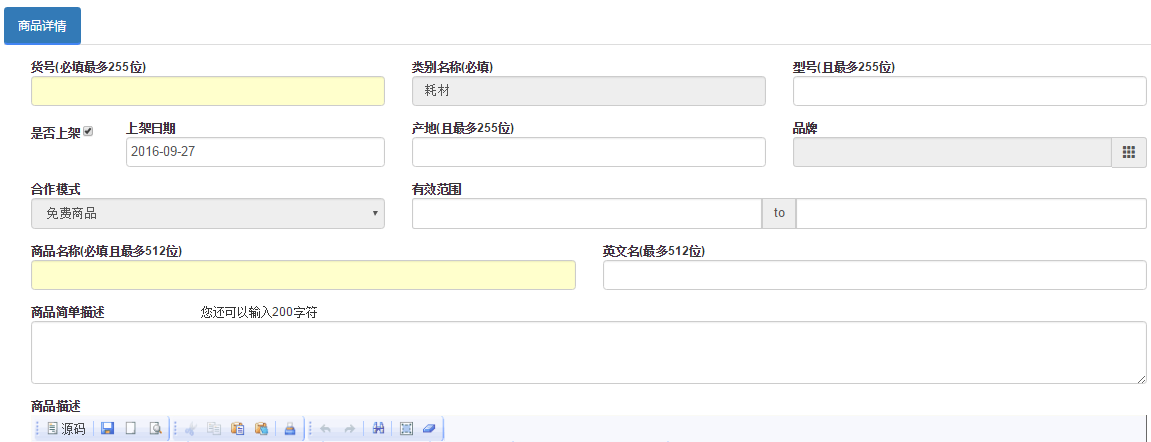 商品详情
货号(必填最多255位) 类别名称(必填) 型号(且最多255位)
耗材
是否上架 上架日期 产地(且最多255位) 品牌
2016-09-27
合作模式 有效范围
免费商品 to
商品名称(必填且最多512位) 英文名(最多512位)
商品简单描述 您还可以输入200字符
商品描述
源码